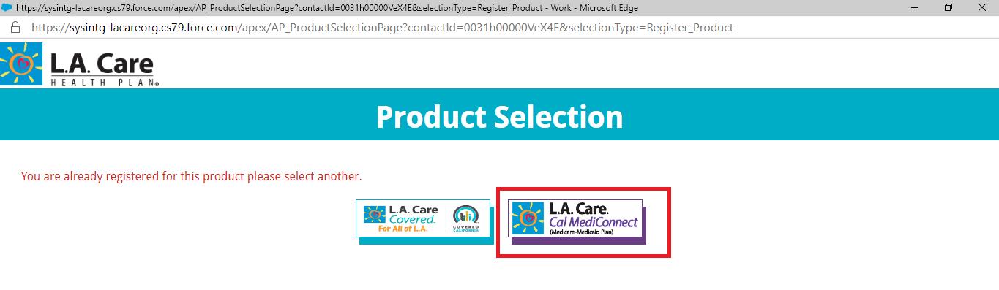 https://sysintg-lacareorg.cs79.force.com/apex/AP_ProductSelectionPage?contactId=0031h00000VeX4E&selectionType=Register_Product - Work - Microsoft Edge
https://sysintg-lacareorg.cs79.force.com/apex/AP_ProductSelectionPage?contactId=0031h00000VeX4E&selectionType=Register_Product
L.A. Care
HEALTH PLAN®
Product Selection
You are already registered for this product please select another.
L.A. Care
Covered™
For All of L.A.
COVERED
CALIFORNIA
L.A. Care.
Cal MediConnect
(Medicare-Medicaid Plan)